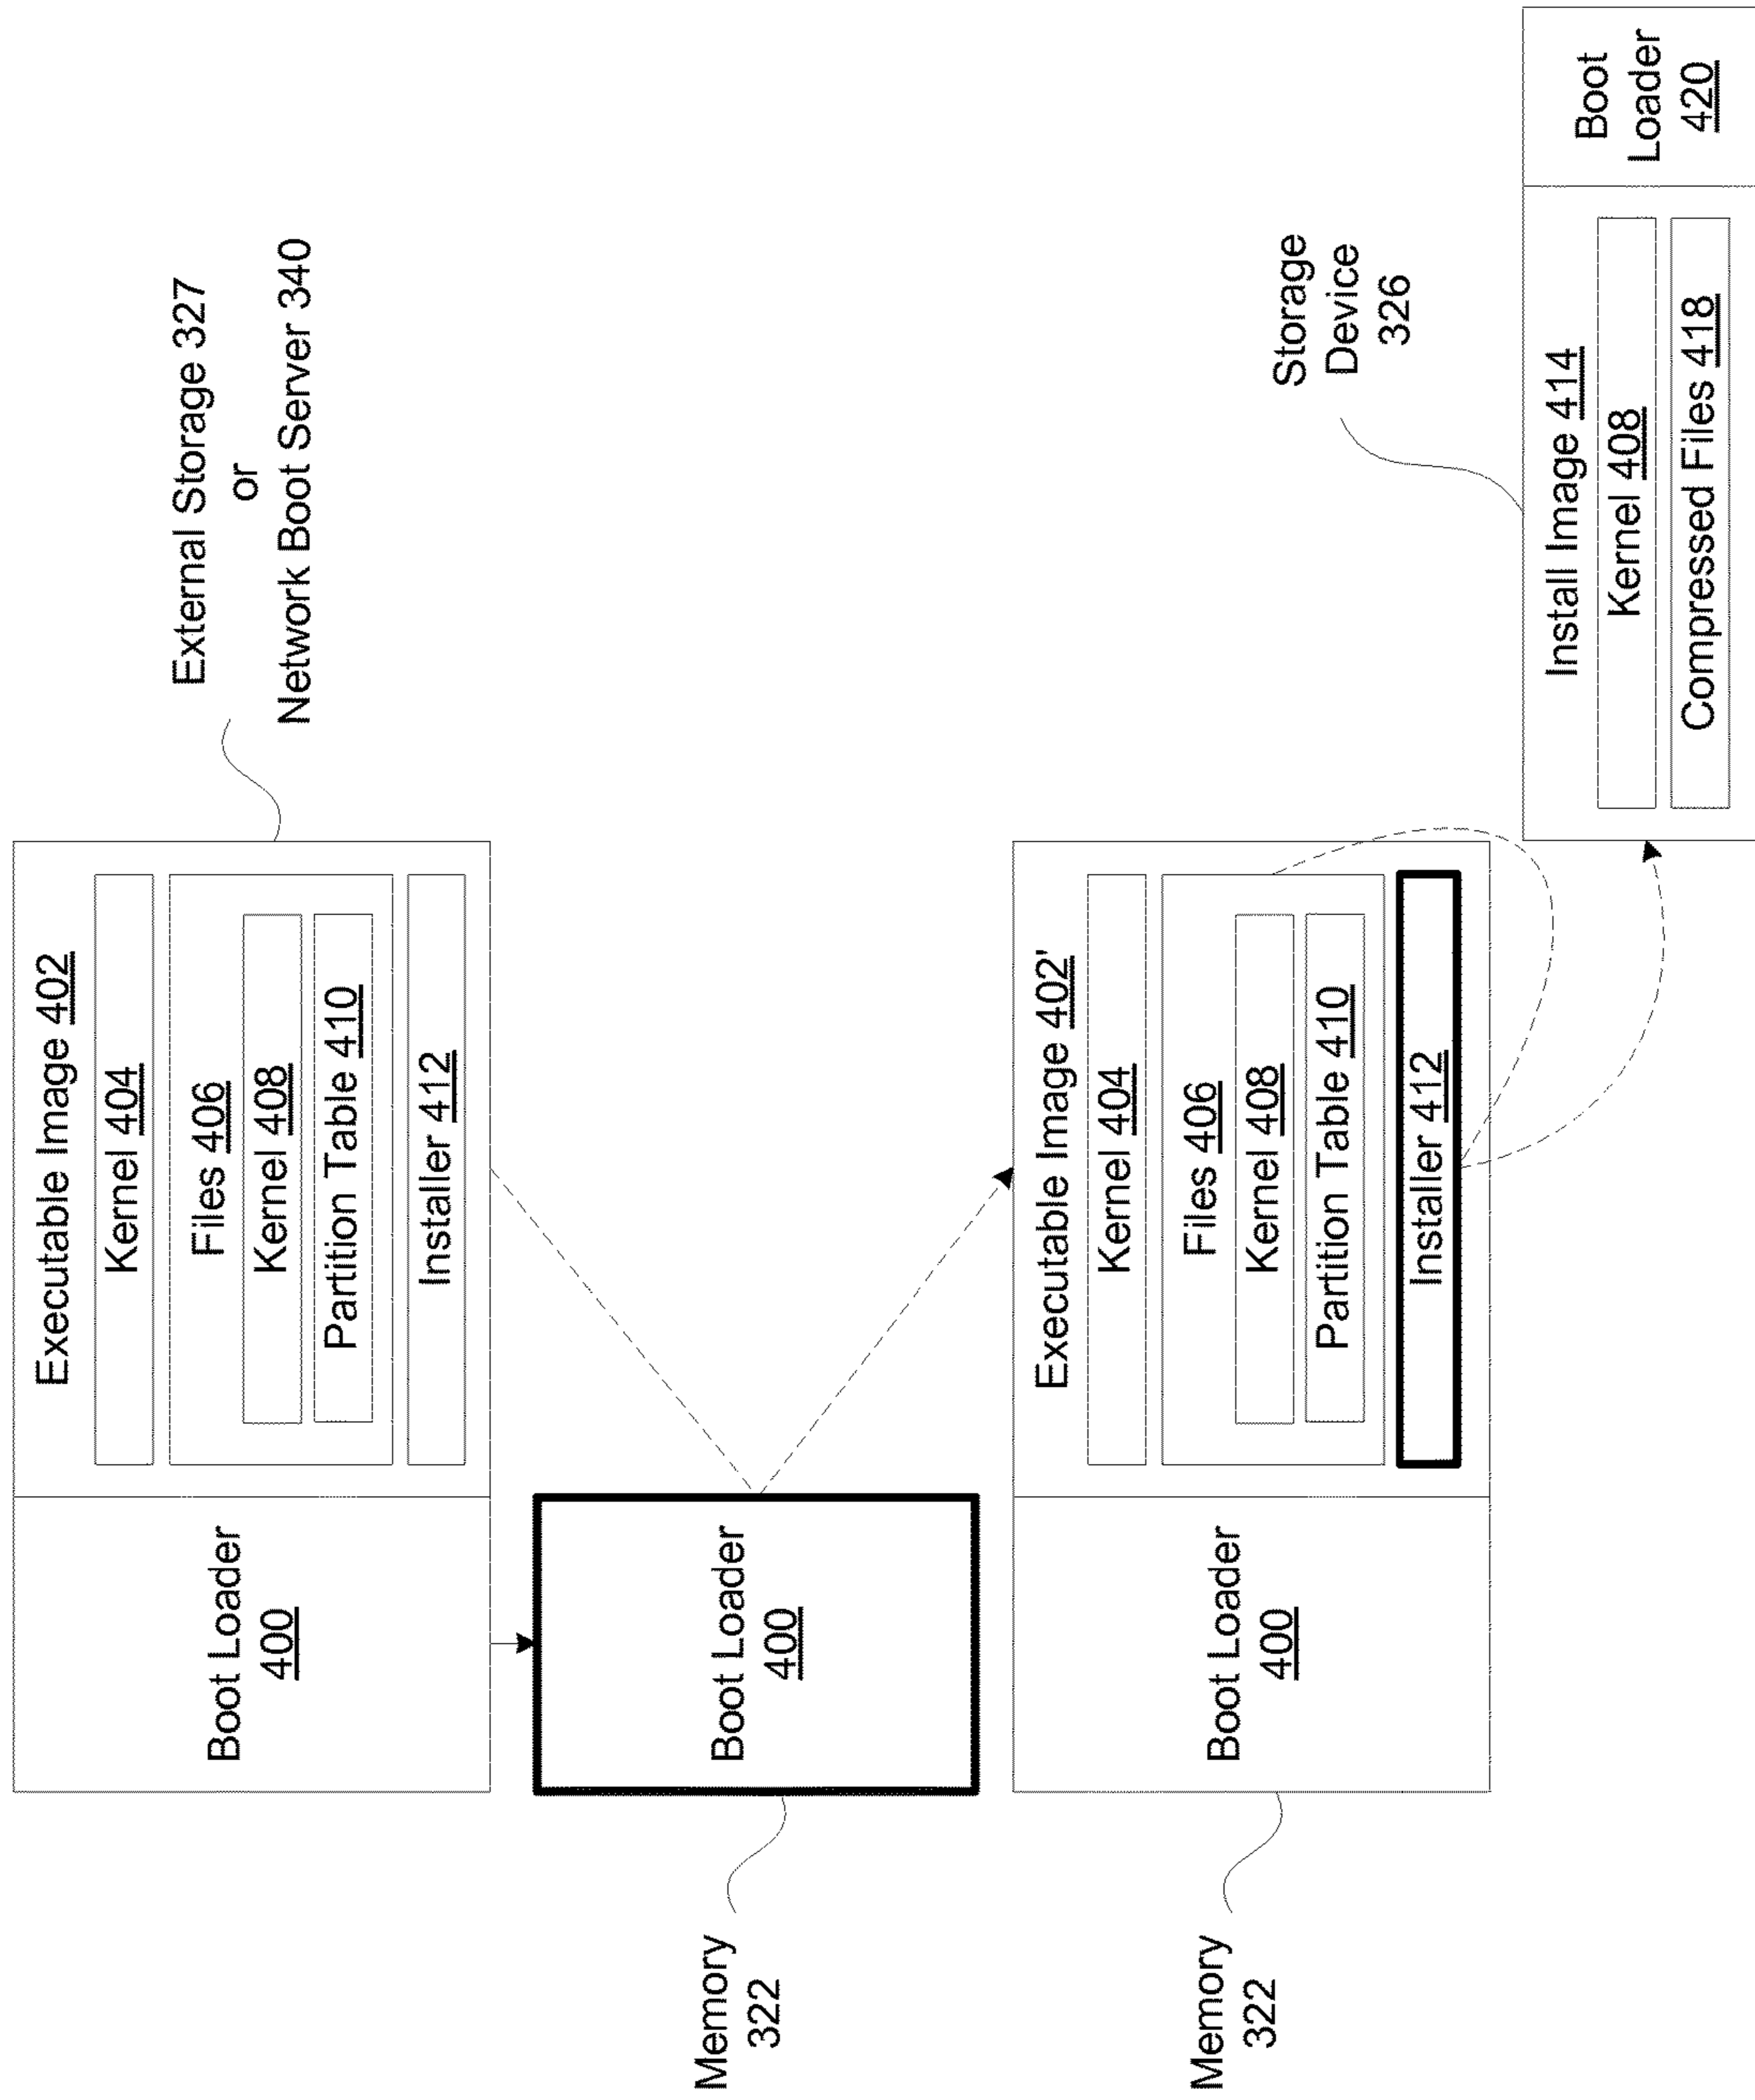 External Storage 327
or
Network Boot Server 340
Boot Loader
400
Executable Image 402
Kernel 404
Files 406
Kernel 408
Partition Table 410
Installer 412
Memory
322
Boot Loader
400
Memory
322
Boot Loader
400
Executable Image 402'
Kernel 404
Files 406
Kernel 408
Partition Table 410
Installer 412
Storage
Device
326
Install Image 414
Kernel 408
Compressed Files 418
Boot
Loader
420